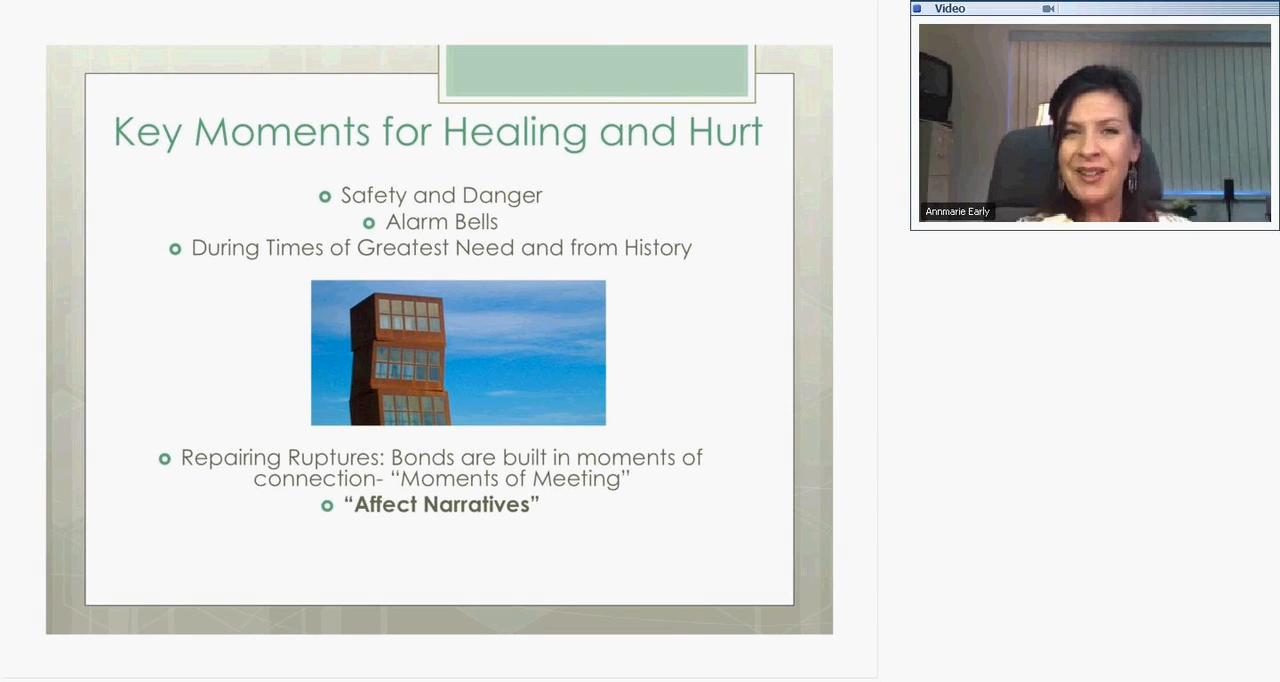 Video
Annmarie Early
Key Moments for Healing and Hurt
Safety and Danger
Alarm Bells
During Times of Greatest Need and from History
Repairing Ruptures: Bonds are built in moments of
connection- “Moments of Meeting”
“Affect Narratives”